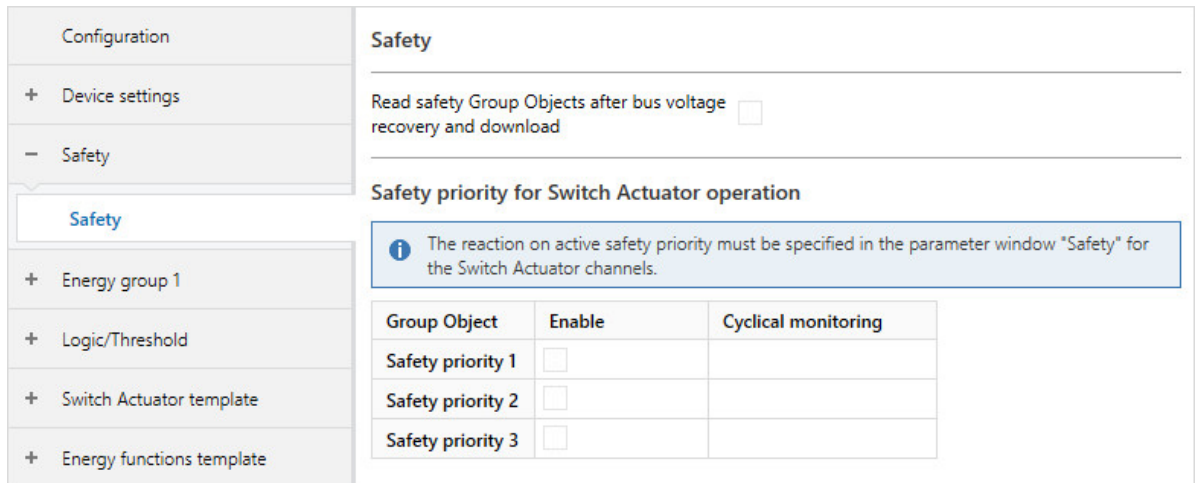 Configuration
+ Device settings
− Safety
Safety
+ Energy group 1
+ Logic/Threshold
+ Switch Actuator template
+ Energy functions template
Safety
Read safety Group Objects after bus voltage
recovery and download
Safety priority for Switch Actuator operation
The reaction on active safety priority must be specified in the parameter window "Safety" for
the Switch Actuator channels.
Group Object Enable Cyclical monitoring
Safety priority 1
Safety priority 2
Safety priority 3